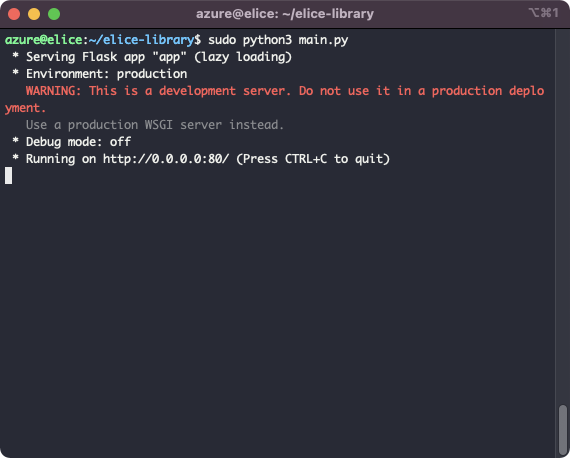 azure@elice: ~/elice-library
⌥⌘1
azure@elice:~/elice-library$ sudo python3 main.py
* Serving Flask app "app" (lazy loading)
* Environment: production
WARNING: This is a development server. Do not use it in a production deplo
yment.
Use a production WSGI server instead.
* Debug mode: off
* Running on http://0.0.0.0:80/ (Press CTRL+C to quit)